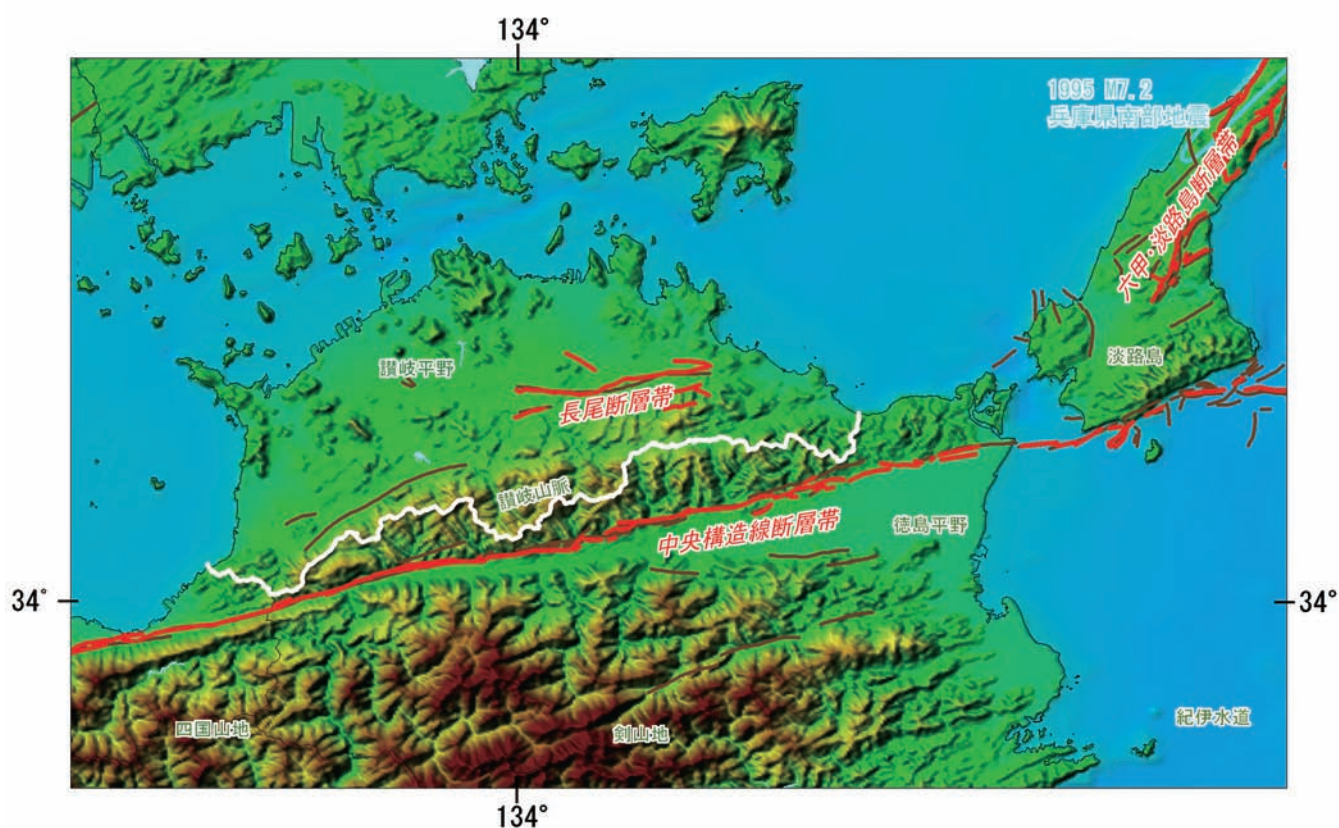 134°
1995 M7.2
兵庫県南部地震
六甲・淡路島断層帯
讃岐平野
淡路島
長尾断層帯
讃岐山脈
中央構造線断層帯
徳島平野
34°
34°
四国山地
剣山地
紀伊水道
134°